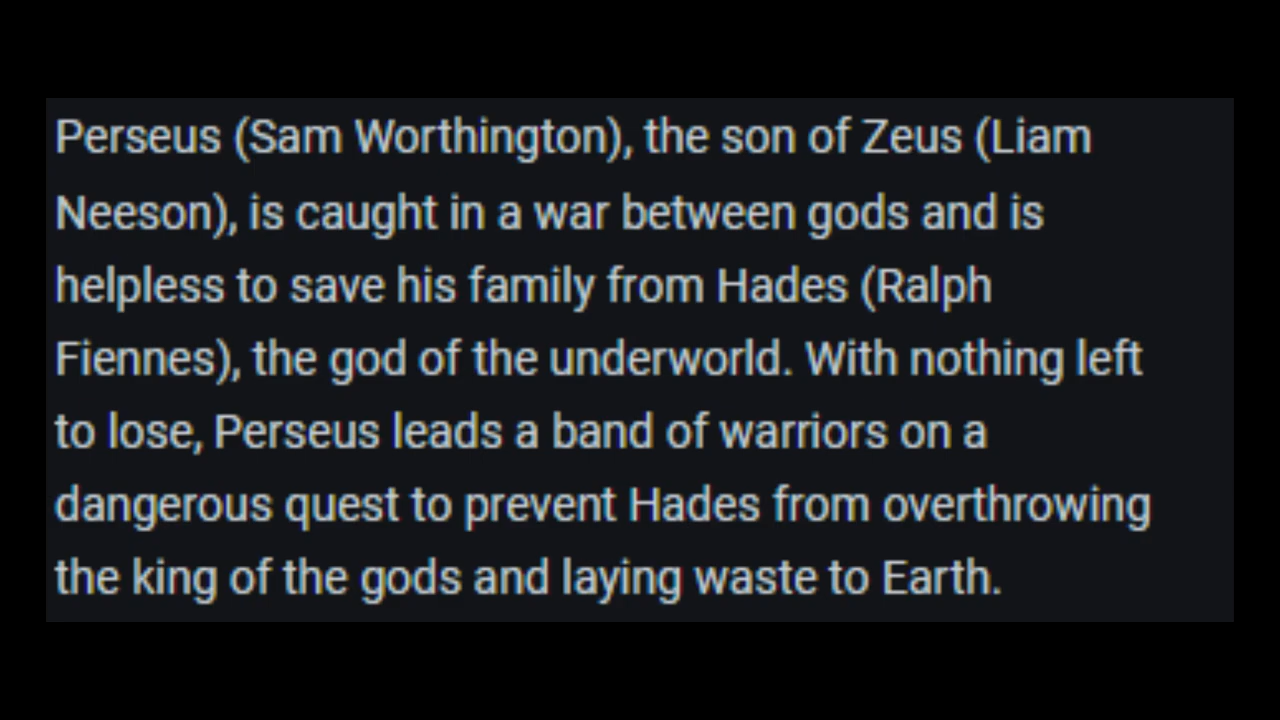 Perseus (Sam Worthington), the son of Zeus (Liam
Neeson), is caught in a war between gods and is
helpless to save his family from Hades (Ralph
Fiennes), the god of the underworld. With nothing left
to lose, Perseus leads a band of warriors on a
dangerous quest to prevent Hades from overthrowing
the king of the gods and laying waste to Earth.